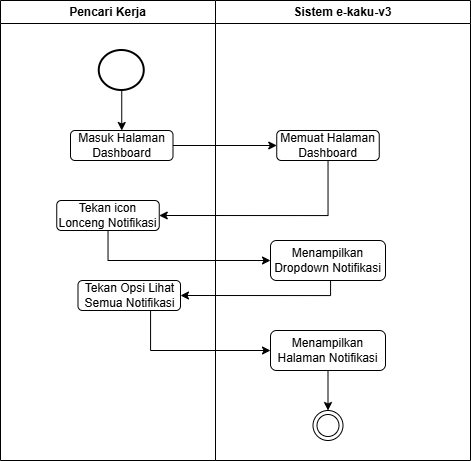 Pencari Kerja
Sistem e-kaku-v3
Masuk Halaman
Dashboard
Memuat Halaman
Dashboard
Tekan icon
Lonceng Notifikasi
Menampilkan
Dropdown Notifikasi
Tekan Opsi Lihat
Semua Notifikasi
Menampilkan
Halaman Notifikasi